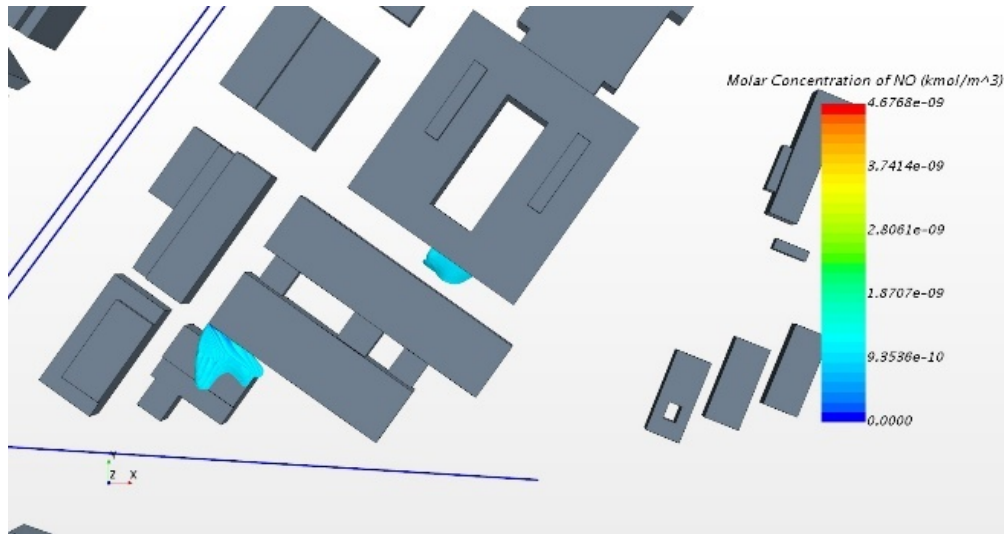 Molar Concentration of NO (kmol/m^3)
4.6768e-09
3.7414e-09
2.8061e-09
1.8707e-09
9.3536e-10
0.0000
Y
Z X